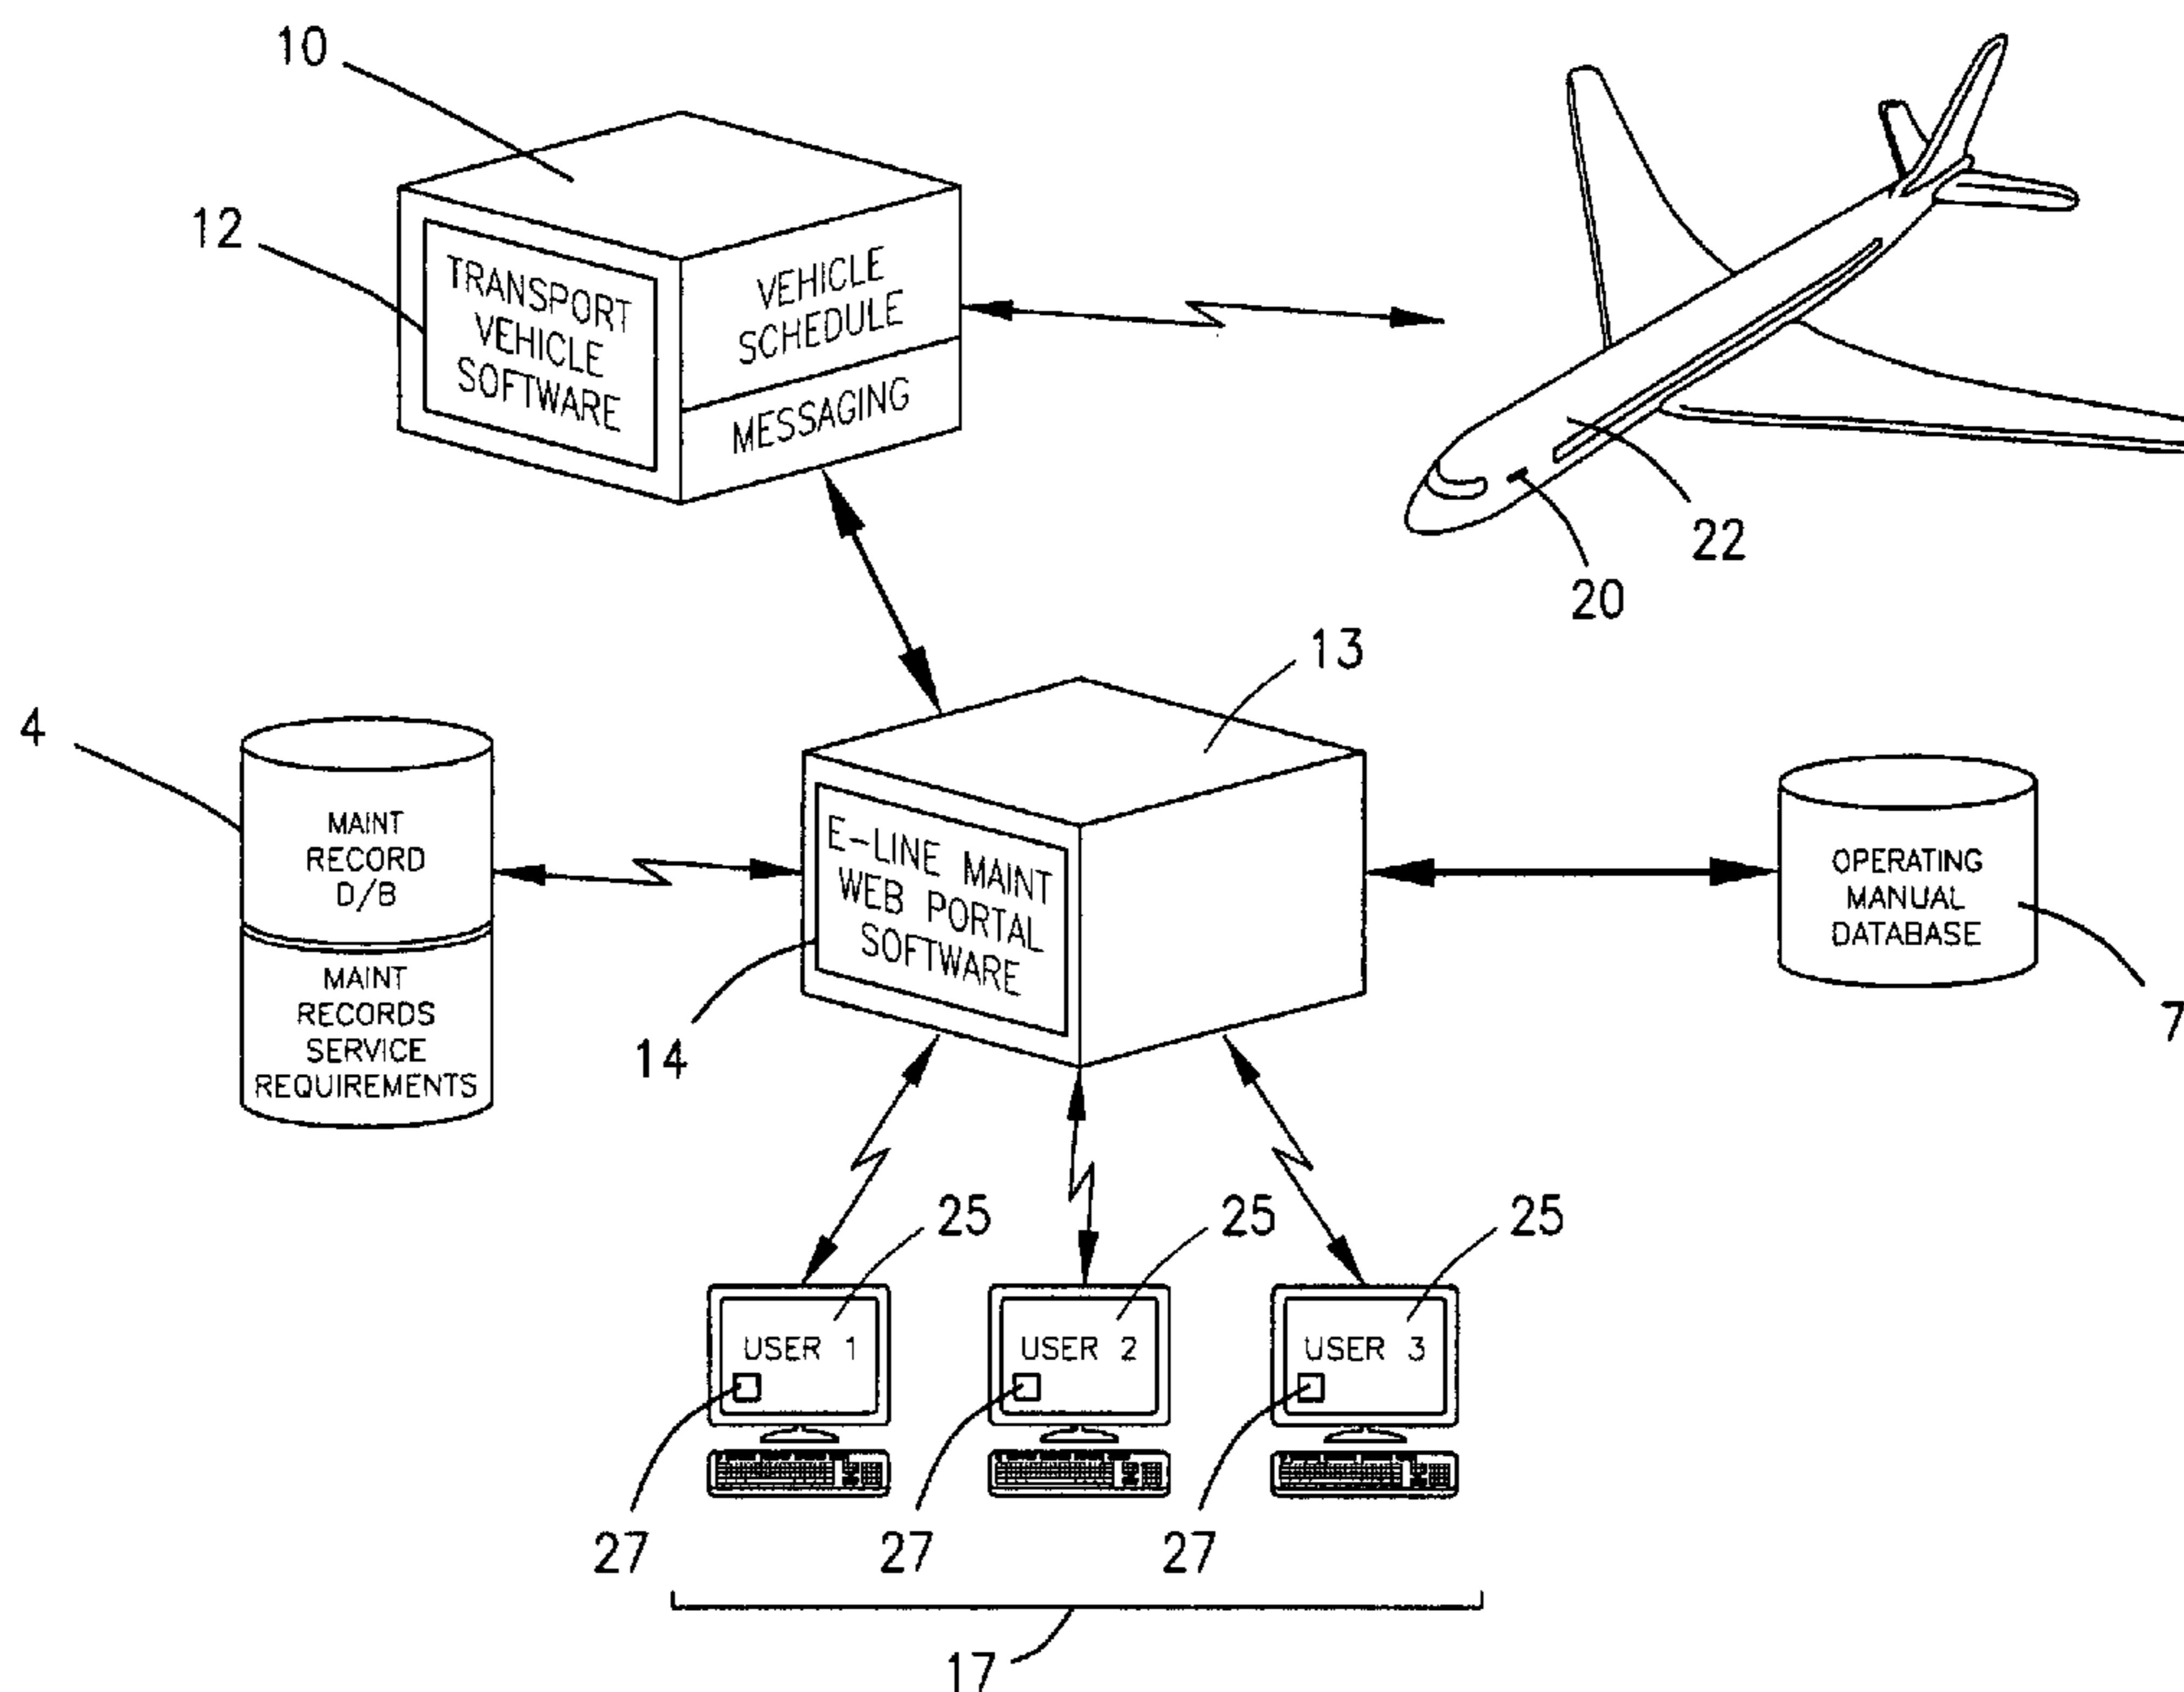 10
12
TRANSPORT
VEHICLE
SOFTWARE
VEHICLE
SCHEDULE
MESSAGING
22
20
13
4
MAINT
RECORD
D/B
MAINT
RECORDS
SERVICE
REQUIREMENTS
E-LINE MAINT
WEB PORTAL
SOFTWARE
14
OPERATING
MANUAL
DATABASE
7
25
25
25
USER 1
USER 2
USER 3
27
27
27
17